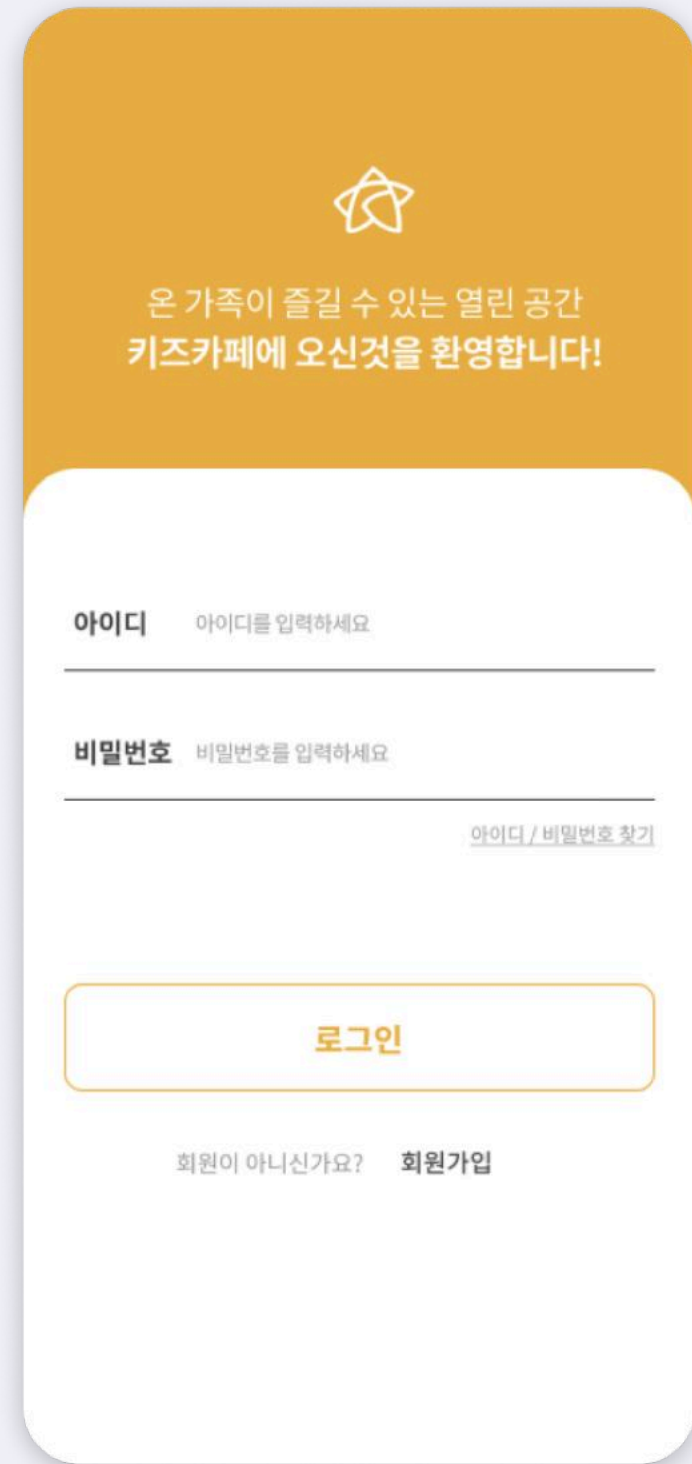 온 가족이 즐길 수 있는 열린 공간
키즈카페에 오신것을 환영합니다!
아이디 아이디를 입력하세요
비밀번호 비밀번호를 입력하세요
아이디 / 비밀번호 찾기
로그인
회원이 아니신가요? 회원가입